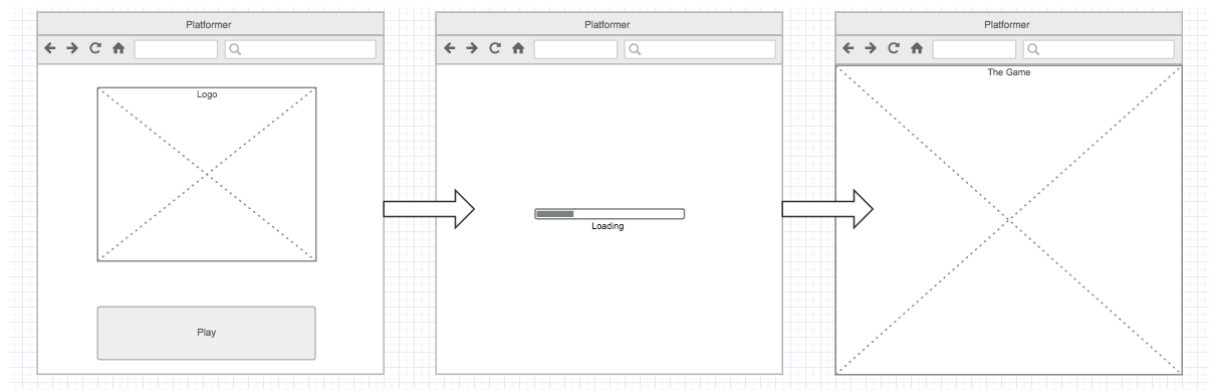 Platformer
Logo
Play
Platformer
Loading
Platformer
The Game